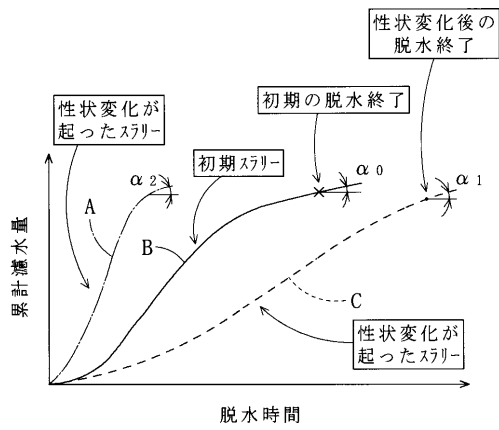 性状変化後の
脱水終了
初期の脱水終了
性状変化が
起ったスラリー
初期スラリー
α2
α0
α1
A
B
C
性状変化が
起ったスラリー
累計濾水量
脱水時間